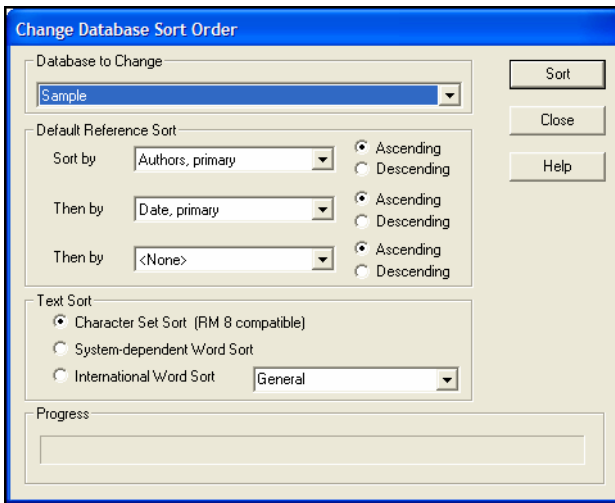 Change Database Sort Order
Database to Change
Sample
Sort
Close
Help
Default Reference Sort
Sort by Authors, primary Ascending
Descending
Then by Date, primary Ascending
Descending
Then by <None> Ascending
Descending
Text Sort
Character Set Sort (RM 8 compatible)
System-dependent Word Sort
International Word Sort General
Progress